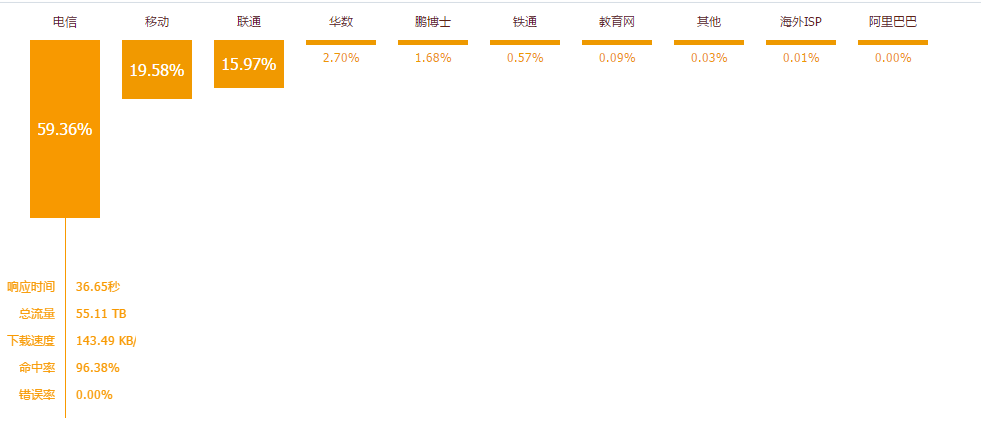 电信 移动 联通 华数 鹏博士 铁通 教育网 其他 海外ISP 阿里巴巴
59.36% 19.58% 15.97% 2.70% 1.68% 0.57% 0.09% 0.03% 0.01% 0.00%
响应时间 36.65秒
总流量 55.11 TB
下载速度 143.49 KB/
命中率 96.38%
错误率 0.00%